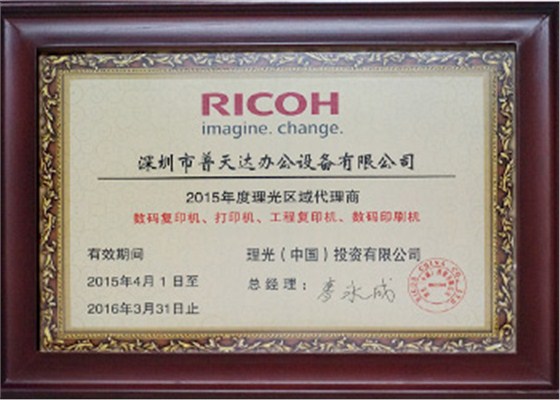 RICOH
imagine. change.
深圳市普天达办公设备有限公司
2015年度理光区域代理商
数码复印机、打印机、工程复印机、数码印刷机
有效期间
理光（中国）投资有限公司
2015年4月1日至
总经理：
2016年3月31日止